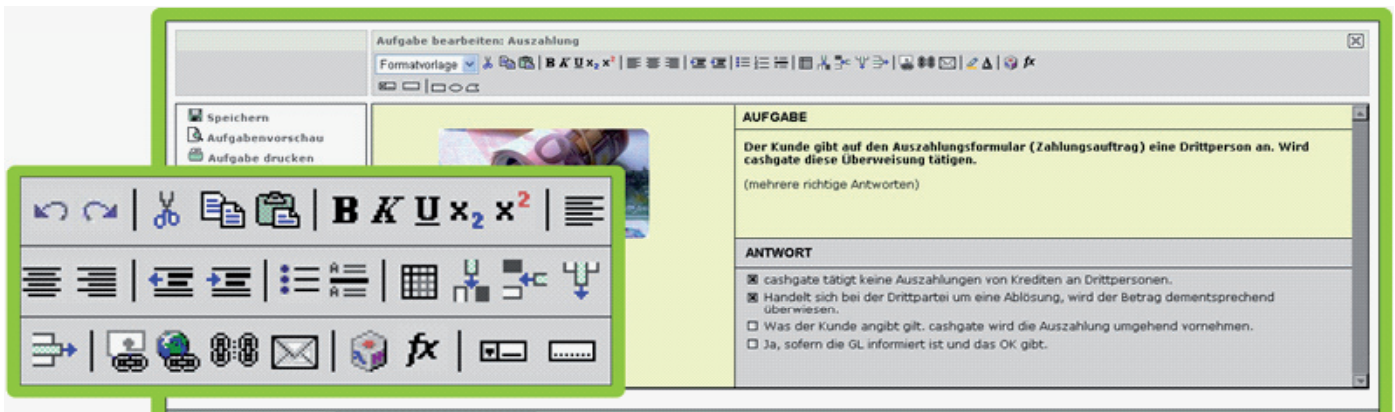 Aufgabe bearbeiten: Auszahlung
Formatvorlage
B K U x2 x2
fx
Speichern
Aufgabenvorschau
Aufgabe drucken
AUFGABE
Der Kunde gibt auf den Auszahlungsformular (Zahlungsauftrag) eine Drittperson an. Wird
cashgate diese Überweisung tätigen.
(mehrere richtige Antworten)
ANTWORT
cashgate tätigt keine Auszahlungen von Krediten an Drittpersonen.
Handelt sich bei der Drittpartei um eine Ablösung, wird der Betrag dementsprechend
überwiesen.
Was der Kunde angibt gilt. cashgate wird die Auszahlung umgehend vornehmen.
Ja, sofern die GL informiert ist und das OK gibt.
B K U x2 x2
fx